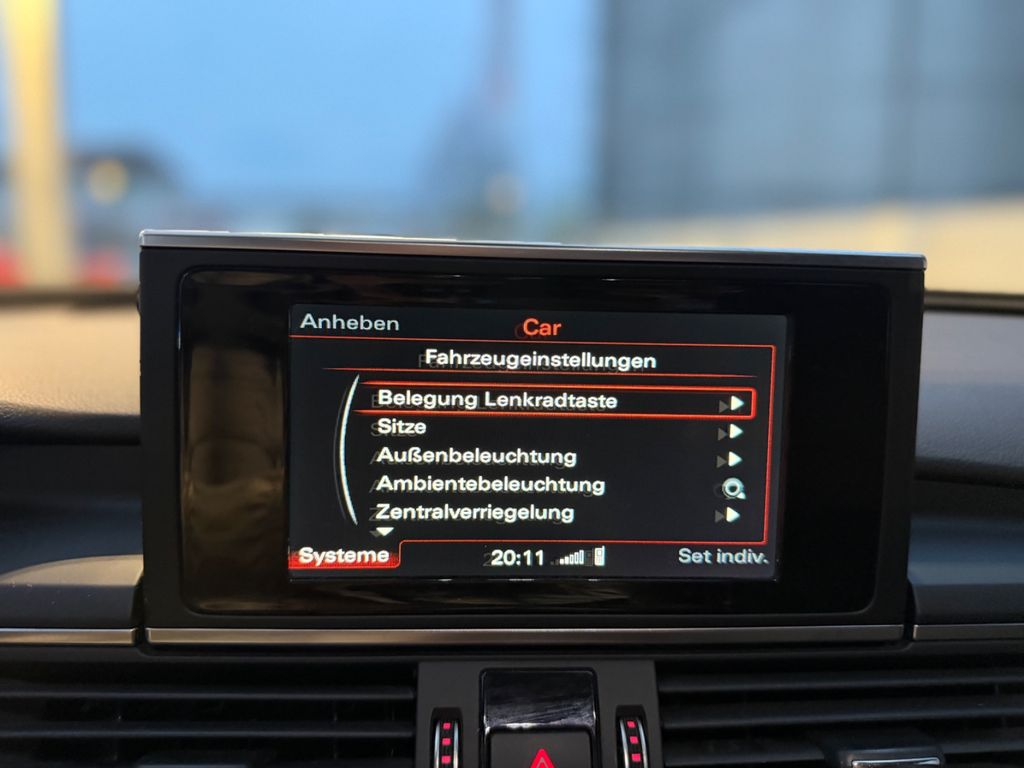 Anheben Car
Fahrzeugeinstellungen
Belegung Lenkradtaste
Sitze
Außenbeleuchtung
Ambientebeleuchtung
Zentralverriegelung
Systeme 20:11 Set indiv.